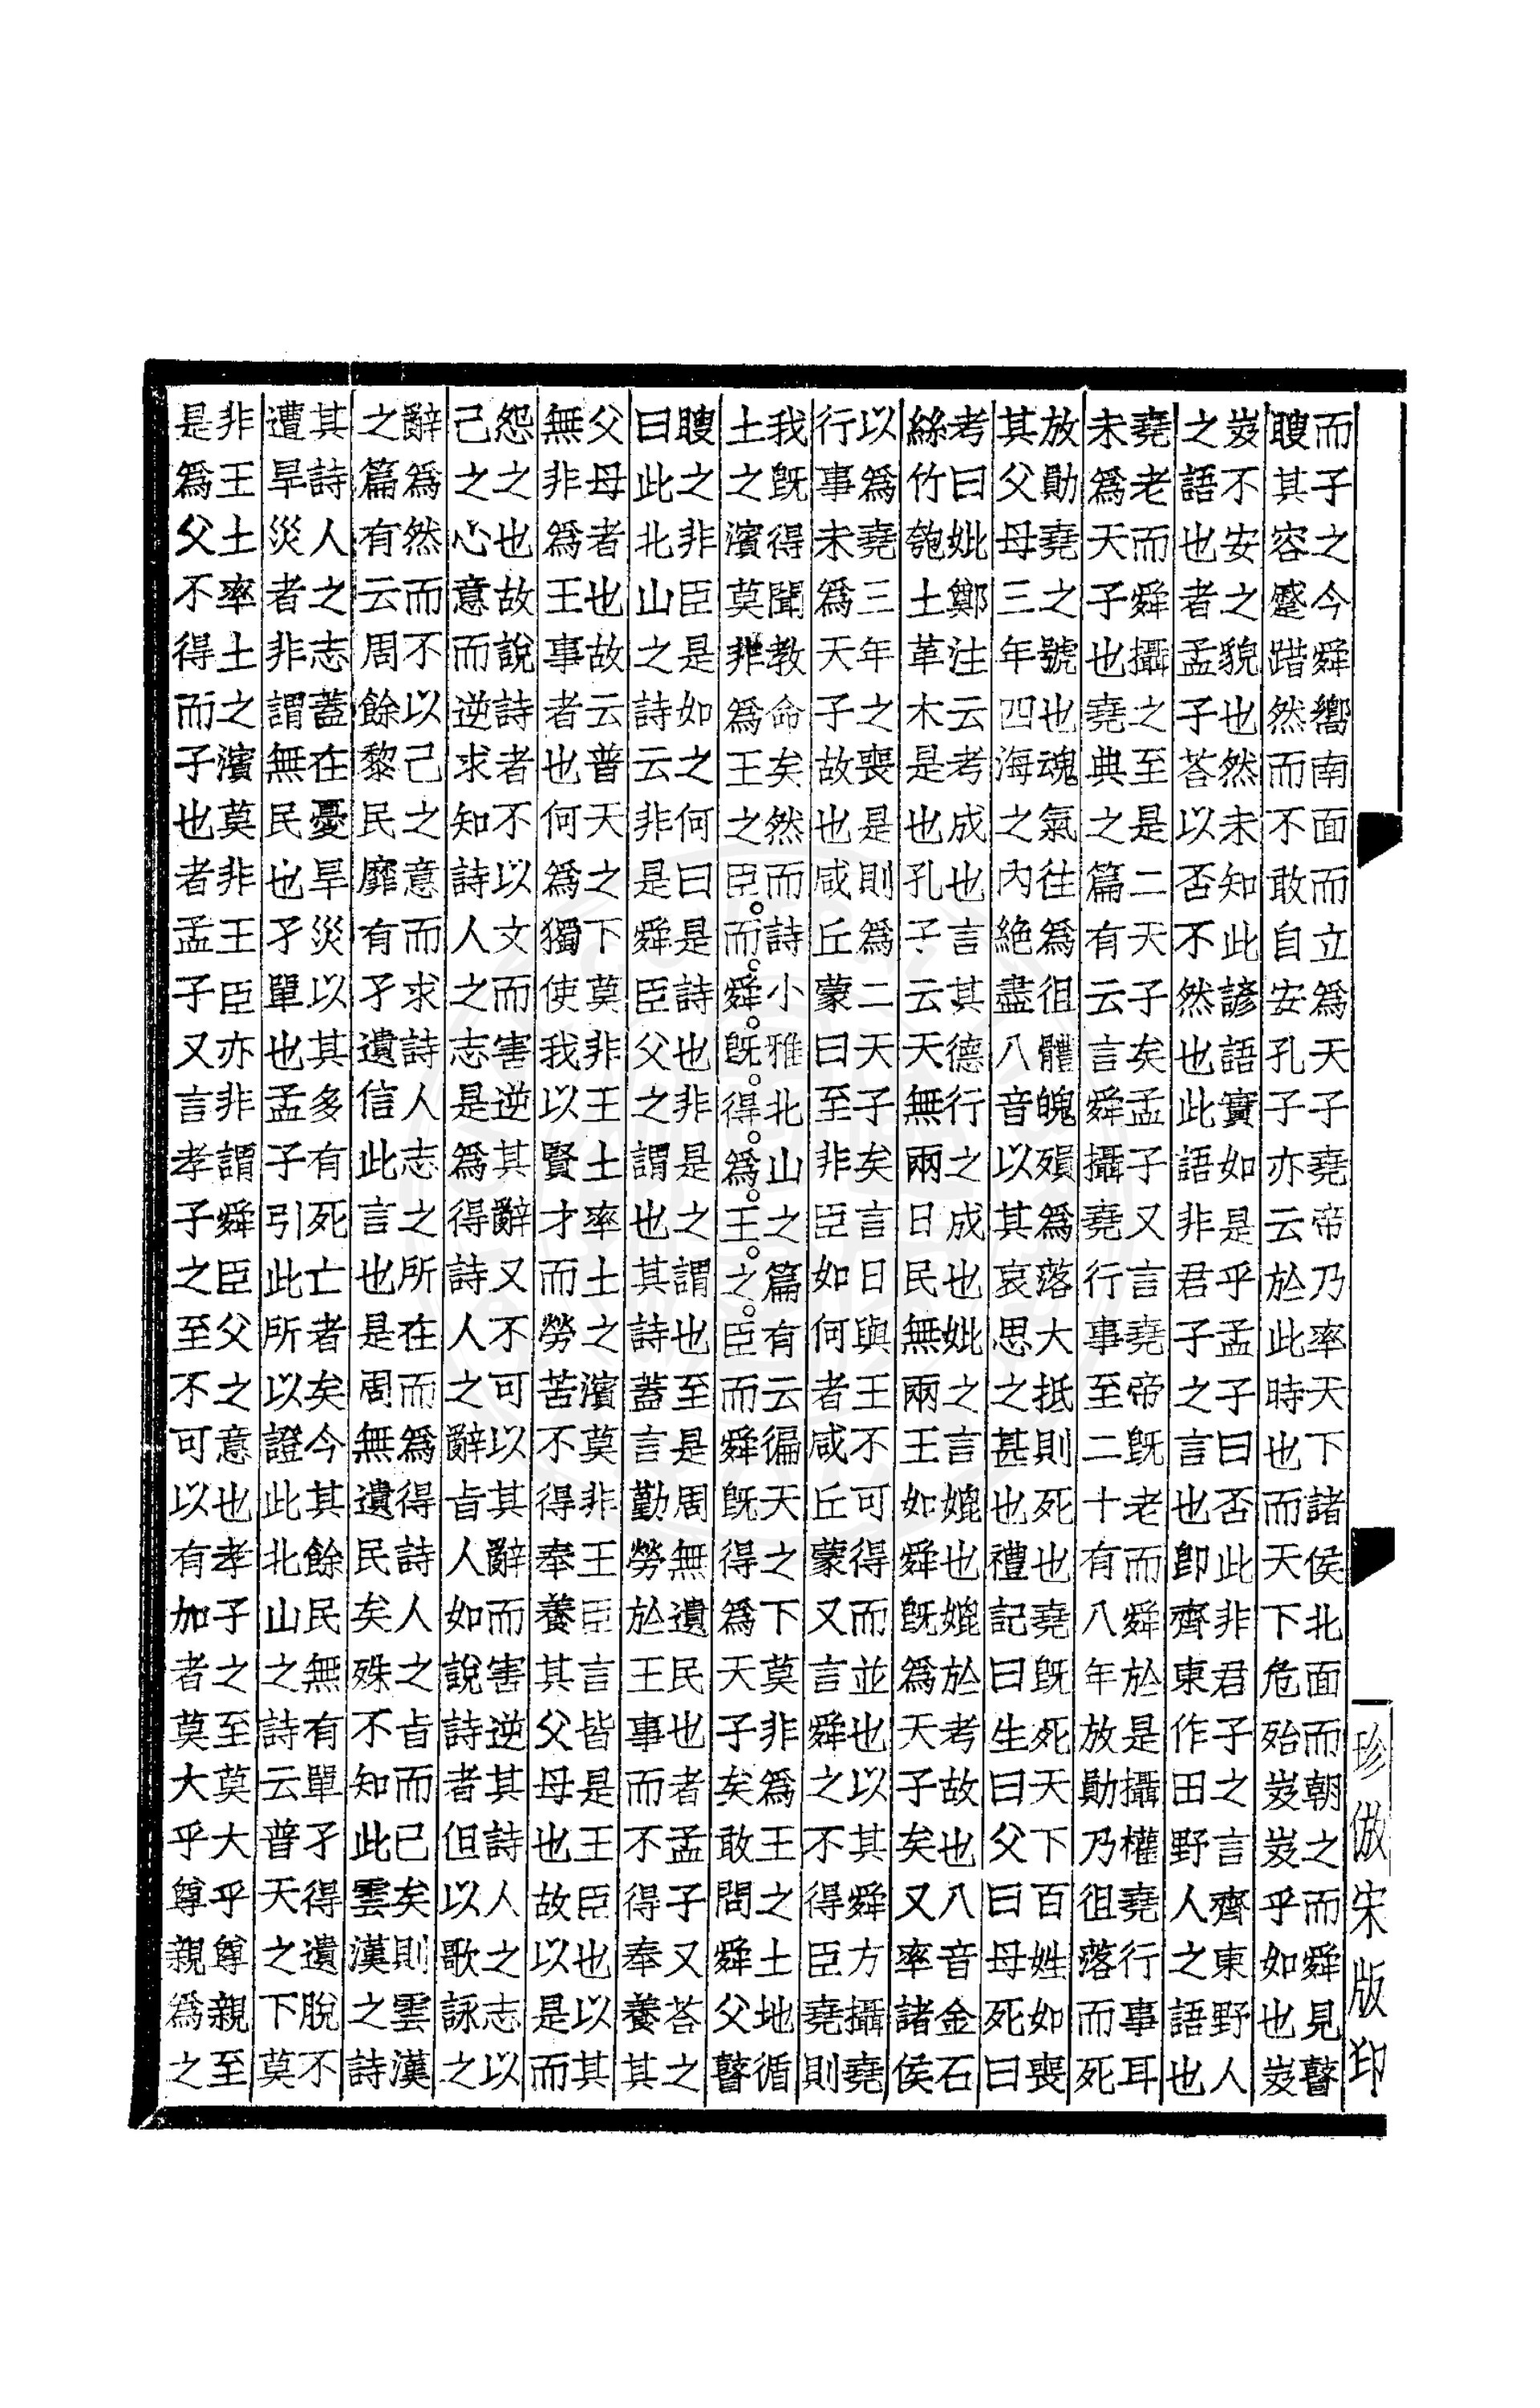 珍倣宋版印
而子之今舜嚮南面而立爲天子堯帝乃率天下諸侯北面而朝之而舜見瞽
瞍其容蹙踖然而不敢自安孔子亦云於此時也而天下危殆岌岌乎如也岌
岌不安之貌也然未知此諺語實如是乎孟子曰否此非君子之言齊東野人
之語也者孟子荅以否不然也此語非君子之言也卽齊東作田野人之語也
堯老而舜攝之至是二天子矣孟子又言堯帝旣老而舜於是攝權堯行事耳
未爲天子也堯典之篇有云言舜攝堯行事至二十有八年放勛乃徂落而死
放勛堯之號也魂氣往爲徂體魄殞爲落大抵則死也堯旣死天下百姓如喪
其父母三年四海之內絕盡八音以其哀思之甚也禮記曰生曰父曰母死曰
考曰妣鄭注云考成也言其德行之成也妣之言媲也媲於考故也八音金石
絲竹匏土革木是也孔子云天無兩日民無兩王如舜旣爲天子矣又率諸侯
以爲堯三年之喪是則爲二天子矣言日與王不可得而並也以其舜方攝堯
行事未爲天子故也咸丘蒙曰至非臣如何者咸丘蒙又言舜之不得臣堯則
我旣得聞教命矣然而詩小雅北山之篇有云徧天之下莫非爲王之土地循
土之濱莫非爲王之臣而舜旣得爲王之臣而舜旣得爲天子矣敢問舜父瞽
瞍之非臣是如之何曰是詩也非是之謂也至是周無遺民也者孟子又荅之
曰此北山之詩云非是舜臣父之謂也其詩蓋言勤勞於王事而不得奉養其
父母者也故云普天之下莫非王土率土之濱莫非王臣言皆是王臣也以其
無非爲王事者也何爲獨使我以賢才而勞苦不得奉養其父母也故以是而
怨之也故說詩者不以文而害逆其辭又不可以其辭而害逆其詩人之志以
己之心意而逆求知詩人之志是爲得詩人之辭旨人如說詩者但以歌詠之
辭爲然而不以己之意而求詩人志之所在而爲得詩人之旨而已矣則雲漢
之篇有云周餘黎民靡有孑遺信此言也是周無遺民矣殊不知此雲漢之詩
其詩人之志蓋在憂旱災以其多有死亡者矣今其餘民無有單孑得遺脫不
遭旱災者非謂無民也孑單也孟子引此所以證此北山之詩云普天之下莫
非王土率土之濱莫非王臣亦非謂舜臣父之意也孝子之至莫大乎尊親至
是爲父不得而子也者孟子又言孝子之至不可以有加者莫大乎尊親爲之